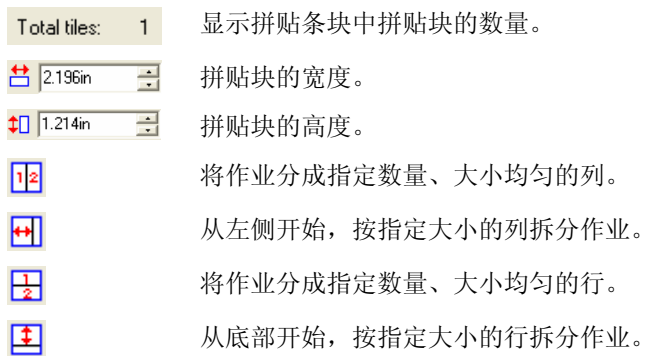 Total tiles: 1 显示拼贴条块中拼贴块的数量。
2.196in 拼贴块的宽度。
1.214in 拼贴块的高度。
1 2 将作业分成指定数量、大小均匀的列。
从左侧开始，按指定大小的列拆分作业。
1 2 将作业分成指定数量、大小均匀的行。
从底部开始，按指定大小的行拆分作业。